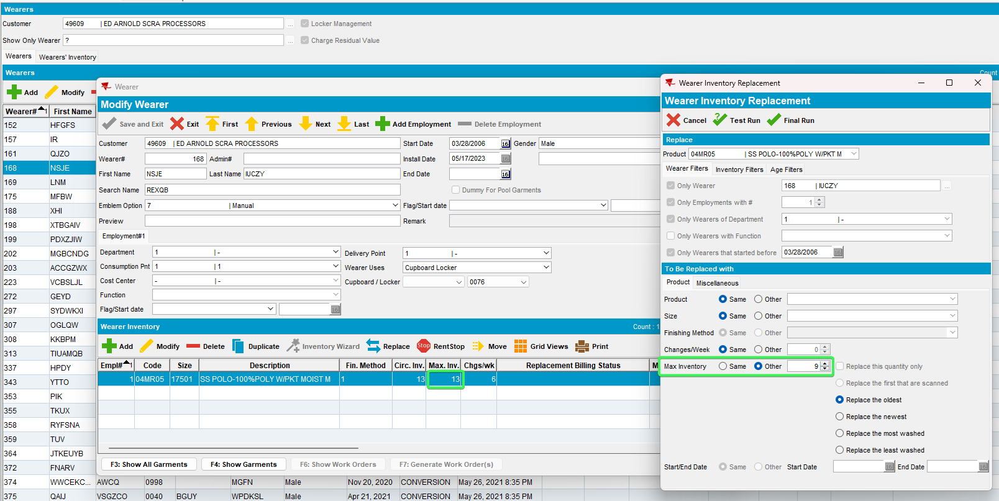 Wearers
Customer 49609 | ED ARNOLD SCRA PROCESSORS ... Locker Management
Show Only Wearer ? ... Charge Residual Value
Wearers Wearers' Inventory
Wearers Count
Add Modify
Wearer# 1 First Name
152 HFGFS
157 IR
161 QJZO
168 NSJE
169 LNM
175 MFBW
188 XHI
198 XTBGAIV
199 PDXZJIW
202 MGBCNDG
203 ACCGZWX
223 VCBSLJL
272 GEYD
297 SYDWKXI
307 OGLQW
308 KKBPM
313 TIUAMQB
337 HPDY
343 YTTO
353 PIK
355 TKUX
358 RYFSNA
359 TUV
364 JTKEUYB
372 FNARV
374 WWCEKC... AWCQ 0998 MGFN Male Nov 20, 2020 CONVERSION May 26, 2021 8:35 PM
375 QAIJ VSGZCO 0040 BGUY WPDKSL Male Apr 21, 2021 CONVERSION May 26, 2021 8:35 PM
Wearer
Modify Wearer
Save and Exit Exit First Previous Next Last Add Employment Delete Employment
Customer 49609 | ED ARNOLD SCRA PROCESSORS Start Date 03/28/2006 16 Gender Male
Wearer# 168 Admin# Install Date 05/17/2023 16
First Name NSJE Last Name IUCZY End Date 16
Search Name REXQB Dummy For Pool Garments
Emblem Option 7 | Manual Flag/Start date
Preview Remark
Employment#1
Department 1 | - Delivery Point 1 | -
Consumption Pnt 1 | 1 Wearer Uses Cupboard Locker
Cost Center - | - Cupboard / Locker 0076
Function
Flag/Start date 16
Wearer Inventory Count : 1
Add Modify Delete Duplicate Inventory Wizard Replace Stop RentStop Move Grid Views Print
Empl# 1 Code Size Description Fin. Method Circ. Inv. Max. Inv. Chgs/wk Replacement Billing Status M
1 04MR05 17501 SS POLO-100%POLY W/PKT MOIST M 1 13 13 6
F3: Show All Garments F4: Show Garments F6: Show Work Orders F7: Generate Work Order(s)
Wearer Inventory Replacement
Wearer Inventory Replacement
Cancel ? Test Run Final Run
Replace
Product 04MR05 | SS POLO-100%POLY W/PKT M
Wearer Filters Inventory Filters Age Filters
Only Wearer 168 | IUCZY ...
Only Employments with # 1
Only Wearers of Department 1 | -
Only Wearers with Function
Only Wearers that started before 03/28/2006 16
To Be Replaced with
Product Miscellaneous
Product Same Other
Size Same Other
Finishing Method Same Other
Changes/Week Same Other 0
Max Inventory Same Other 9 Replace this quantity only
Replace the first that are scanned
Replace the oldest
Replace the newest
Replace the most washed
Replace the least washed
Start/End Date Same Other Start Date 16 End Date 16